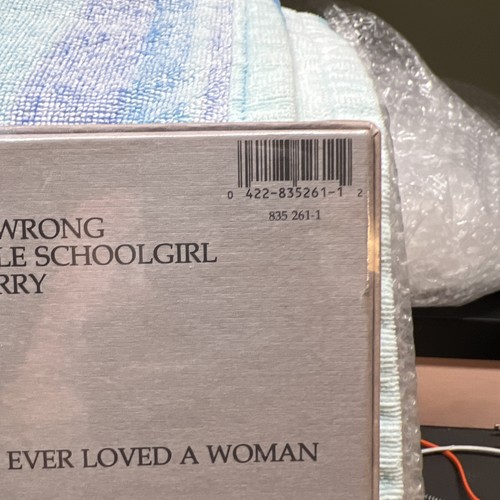 0 422-835261-1 2
835 261-1
WRONG
LE SCHOOLGIRL
RRY
EVER LOVED A WOMAN